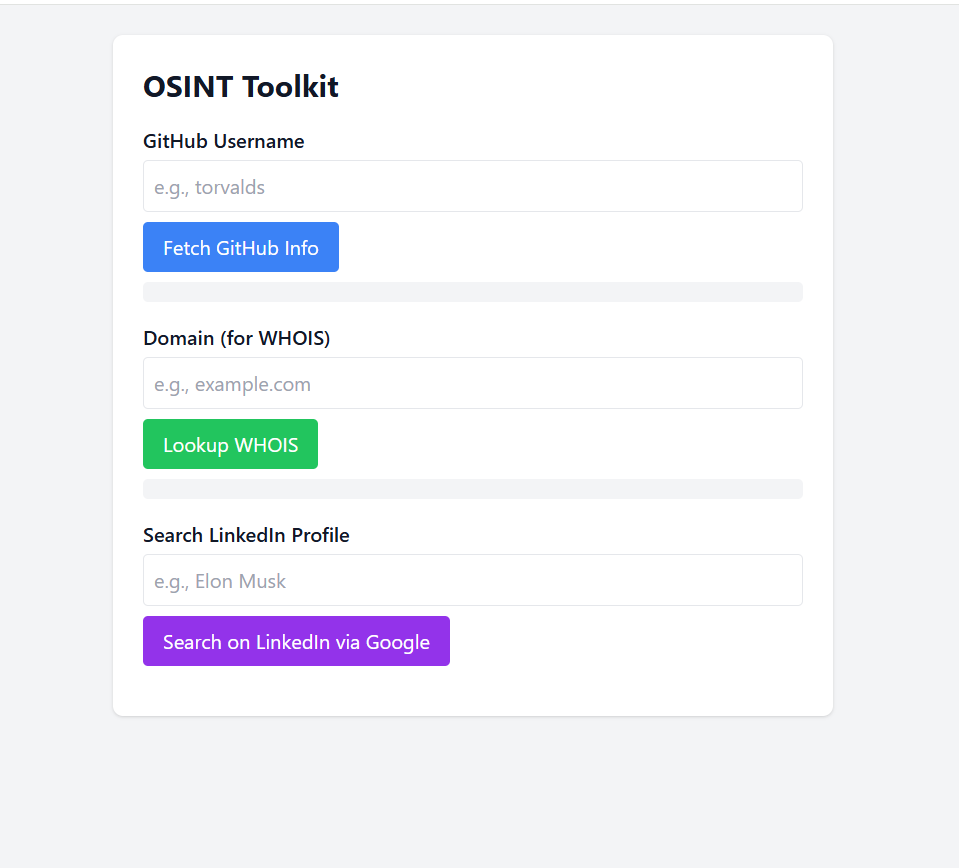 OSINT Toolkit
GitHub Username
e.g., torvalds
Fetch GitHub Info
Domain (for WHOIS)
e.g., example.com
Lookup WHOIS
Search LinkedIn Profile
e.g., Elon Musk
Search on LinkedIn via Google